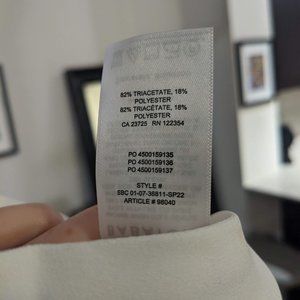 82% TRIACETATE, 18%
POLYESTER
82% TRIACÉTATE, 18%
POLYESTER
CA 23725 RN 122354
PO 4500159135
PO 4500159136
PO 4500159137
STYLE #
SBC 01-07-38811-SP22
ARTICLE # 98040